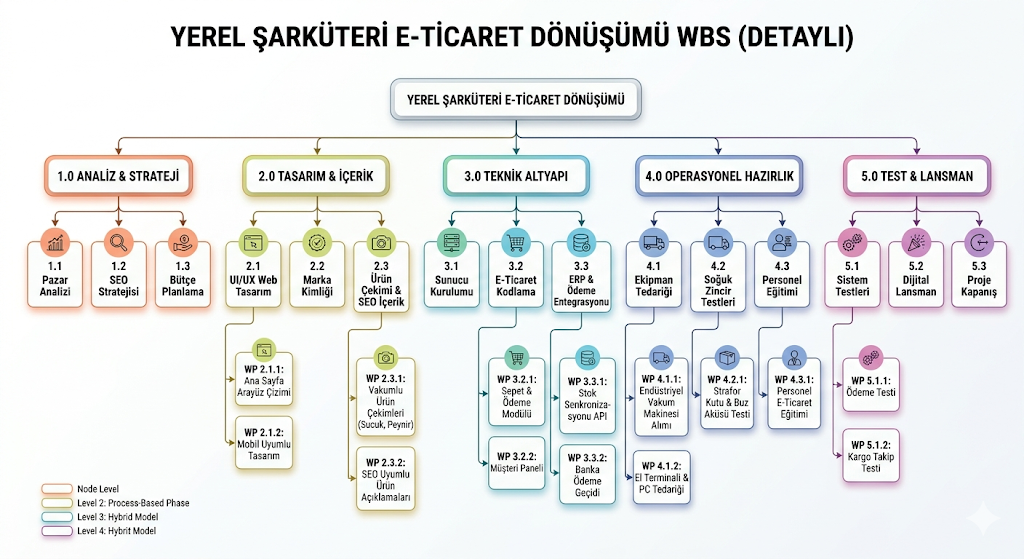 YEREL ŞARKÜTERİ E-TİCARET DÖNÜŞÜMÜ WBS (DETAYLI)
YEREL ŞARKÜTERİ E-TİCARET DÖNÜŞÜMÜ
1.0 ANALİZ & STRATEJİ
2.0 TASARIM & İÇERİK
3.0 TEKNİK ALTYAPI
4.0 OPERASYONEL HAZIRLIK
5.0 TEST & LANSMAN
1.1
Pazar
Analizi
1.2
SEO
Stratejisi
1.3
Bütçe
Planlama
2.1
UI/UX Web
Tasarım
2.2
Marka
Kimliği
2.3
Ürün
Çekimi &
SEO İçerik
3.1
Sunucu
Kurulumu
3.2
E-Ticaret
Kodlama
3.3
ERP &
Ödeme
Entegrasyonu
4.1
Ekipman
Tedariği
4.2
Soğuk
Zincir
Testleri
4.3
Personel
Eğitimi
5.1
Sistem
Testleri
5.2
Dijital
Lansman
5.3
Proje
Kapanış
WP 2.1.1:
Ana Sayfa
Arayüz Çizimi
WP 2.1.2:
Mobil Uyumlu
Tasarım
WP 2.3.1:
Vakumlu
Ürün
Çekimleri
(Sucuk, Peynir)
WP 2.3.2:
SEO Uyumlu
Ürün
Açıklamaları
WP 3.2.1:
Sepet &
Ödeme
Modülü
WP 3.2.2:
Müşteri Paneli
WP 3.3.1:
Stok
Senkroniza-
syonu API
WP 3.3.2:
Banka
Ödeme
Geçidi
WP 4.1.1:
Endüstriyel
Vakum
Makinesi
Alımı
WP 4.1.2:
El Terminali
& PC Tedariği
WP 4.2.1:
Strafor
Kutu & Buz
Aküsü Testi
WP 4.3.1:
Personel
E-Ticaret
Eğitimi
WP 5.1.1:
Ödeme Testi
WP 5.1.2:
Kargo Takip
Testi
Node Level
Level 2: Process-Based Phase
Level 3: Hybrid Model
Level 4: Hybrit Model